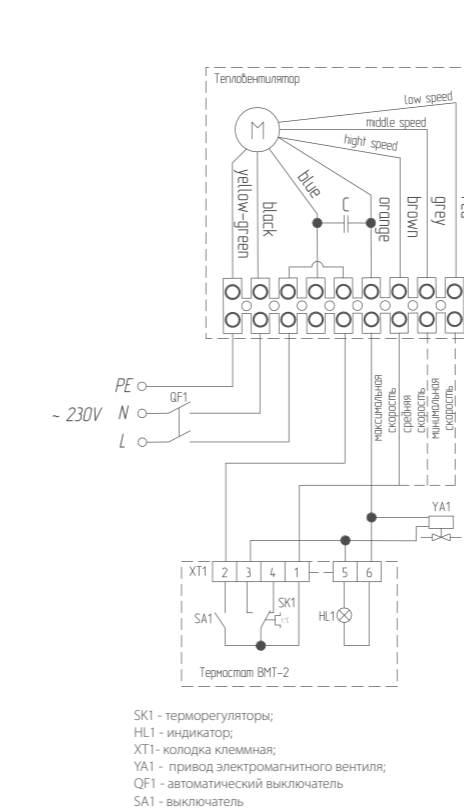 Тепловентилятор
low speed
middle speed
hight speed
M
yellow-green
black
blue
C
orange
brown
grey
PE
~ 230V N
L
QF1
максимальная
скорость
средняя
скорость
минимальная
скорость
YA1
XT1 2 3 4 1 5 6
SA1
SK1
t°C
HL1
Термостат ВМТ-2
SK1 - терморегуляторы;
HL1 - индикатор;
XT1- колодка клеммная;
YA1 - привод электромагнитного вентиля;
QF1 - автоматический выключатель
SA1 - выключатель